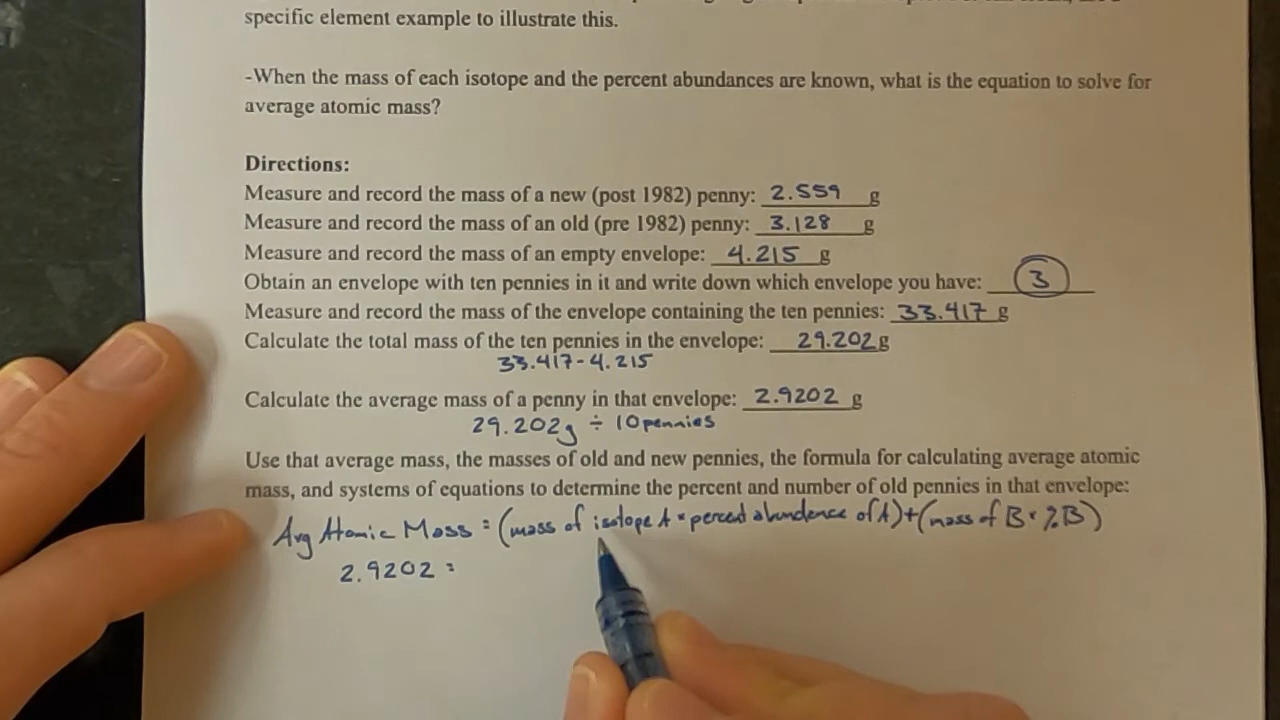 specific element example to illustrate this.
-When the mass of each isotope and the percent abundances are known, what is the equation to solve for
average atomic mass?
Directions:
Measure and record the mass of a new (post 1982) penny: 2.559 g
Measure and record the mass of an old (pre 1982) penny: 3.128 g
Measure and record the mass of an empty envelope: 4.215 g
Obtain an envelope with ten pennies in it and write down which envelope you have: 3
Measure and record the mass of the envelope containing the ten pennies: 33.417 g
Calculate the total mass of the ten pennies in the envelope: 29.202 g
33.417-4.215
Calculate the average mass of a penny in that envelope: 2.9202 g
29.202g ÷ 10 pennies
Use that average mass, the masses of old and new pennies, the formula for calculating average atomic
mass, and systems of equations to determine the percent and number of old pennies in that envelope:
Avg Atomic Mass = (mass of isotope A × percent abundence of A) + (mass of B × %B)
2.9202 =